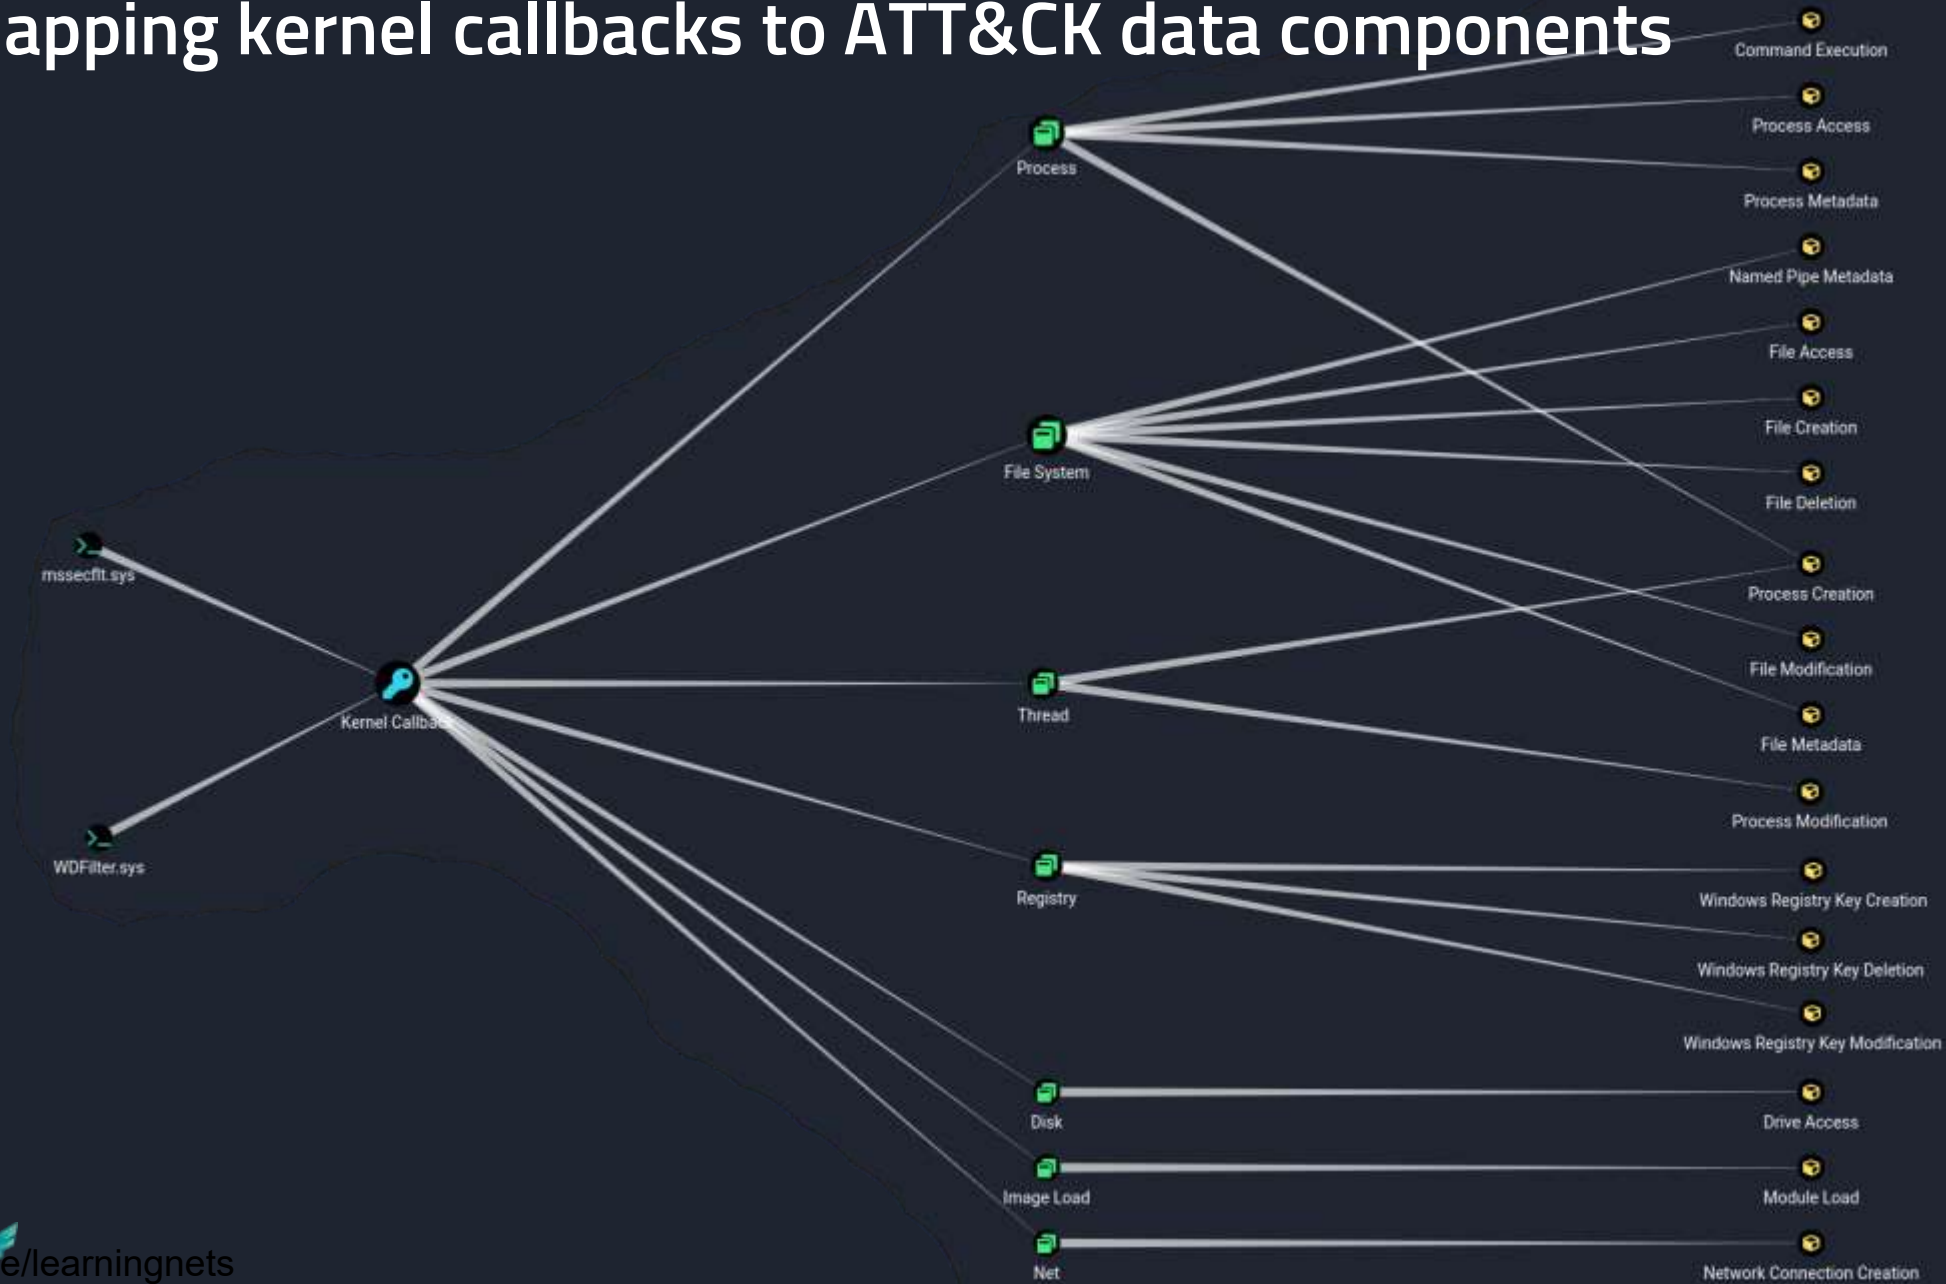 apping kernel callbacks to ATT&CK data components
Command Execution
Process Access
Process
Process Metadata
Named Pipe Metadata
File Access
File Creation
File System
File Deletion
mssecflt.sys
Process Creation
File Modification
Kernel Callback
Thread
File Metadata
Process Modification
WDFilter.sys
Registry
Windows Registry Key Creation
Windows Registry Key Deletion
Windows Registry Key Modification
Disk
Drive Access
Image Load
Module Load
e/learningnets
Net
Network Connection Creation